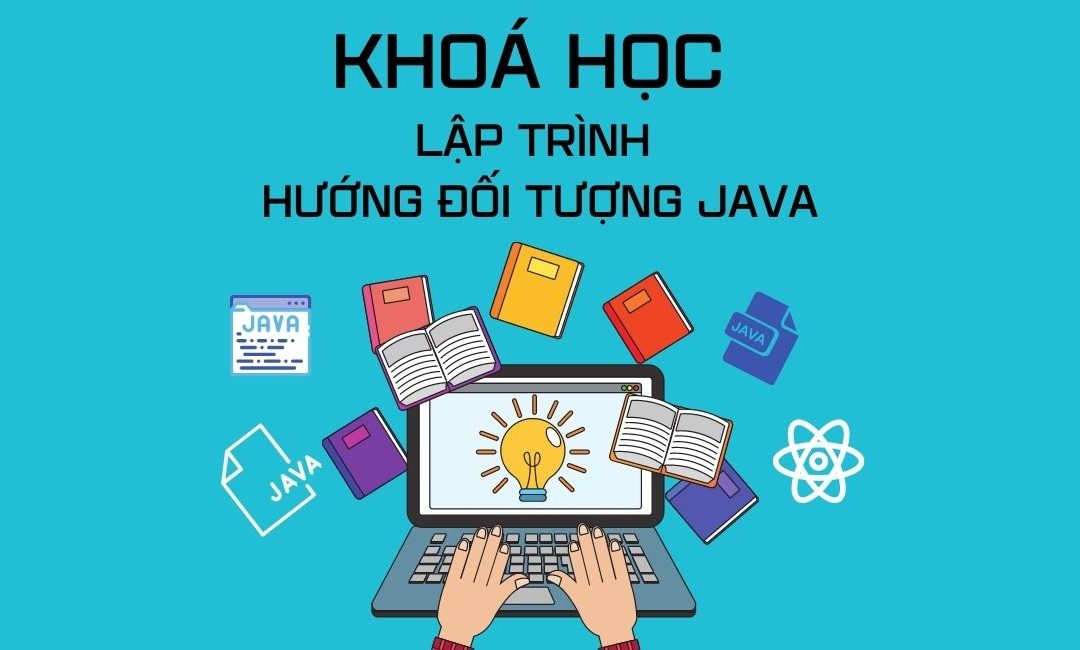 KHOÁ HỌC
LẬP TRÌNH
HƯỚNG ĐỐI TƯỢNG JAVA
JAVA
JAVA
JAVA